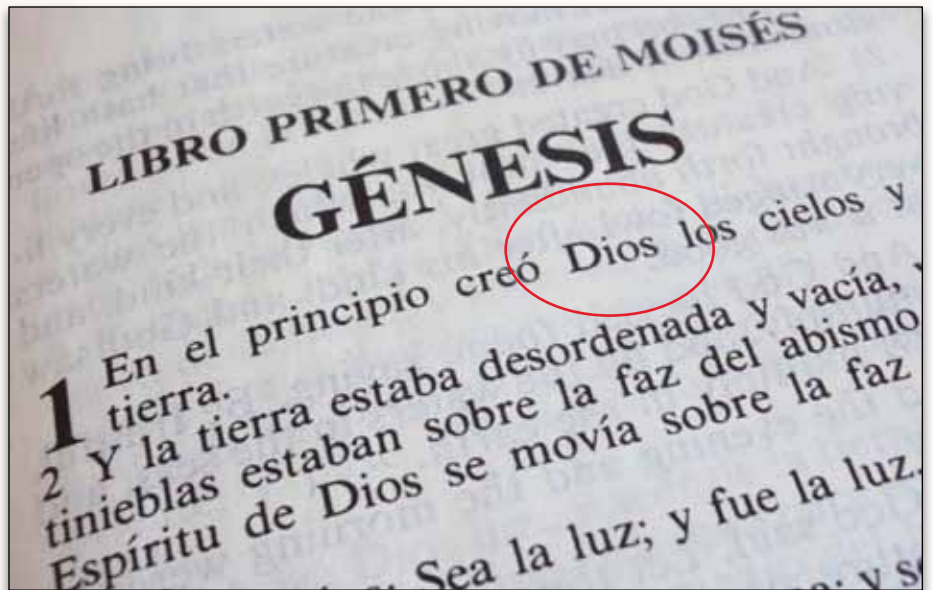 LIBRO PRIMERO DE MOISÉS
GÉNESIS
1 En el principio creó Dios los cielos y
tierra.
2 Y la tierra estaba desordenada y vacía,
tinieblas estaban sobre la faz del abismo
Espíritu de Dios se movía sobre la faz
Sea la luz; y fue la luz.